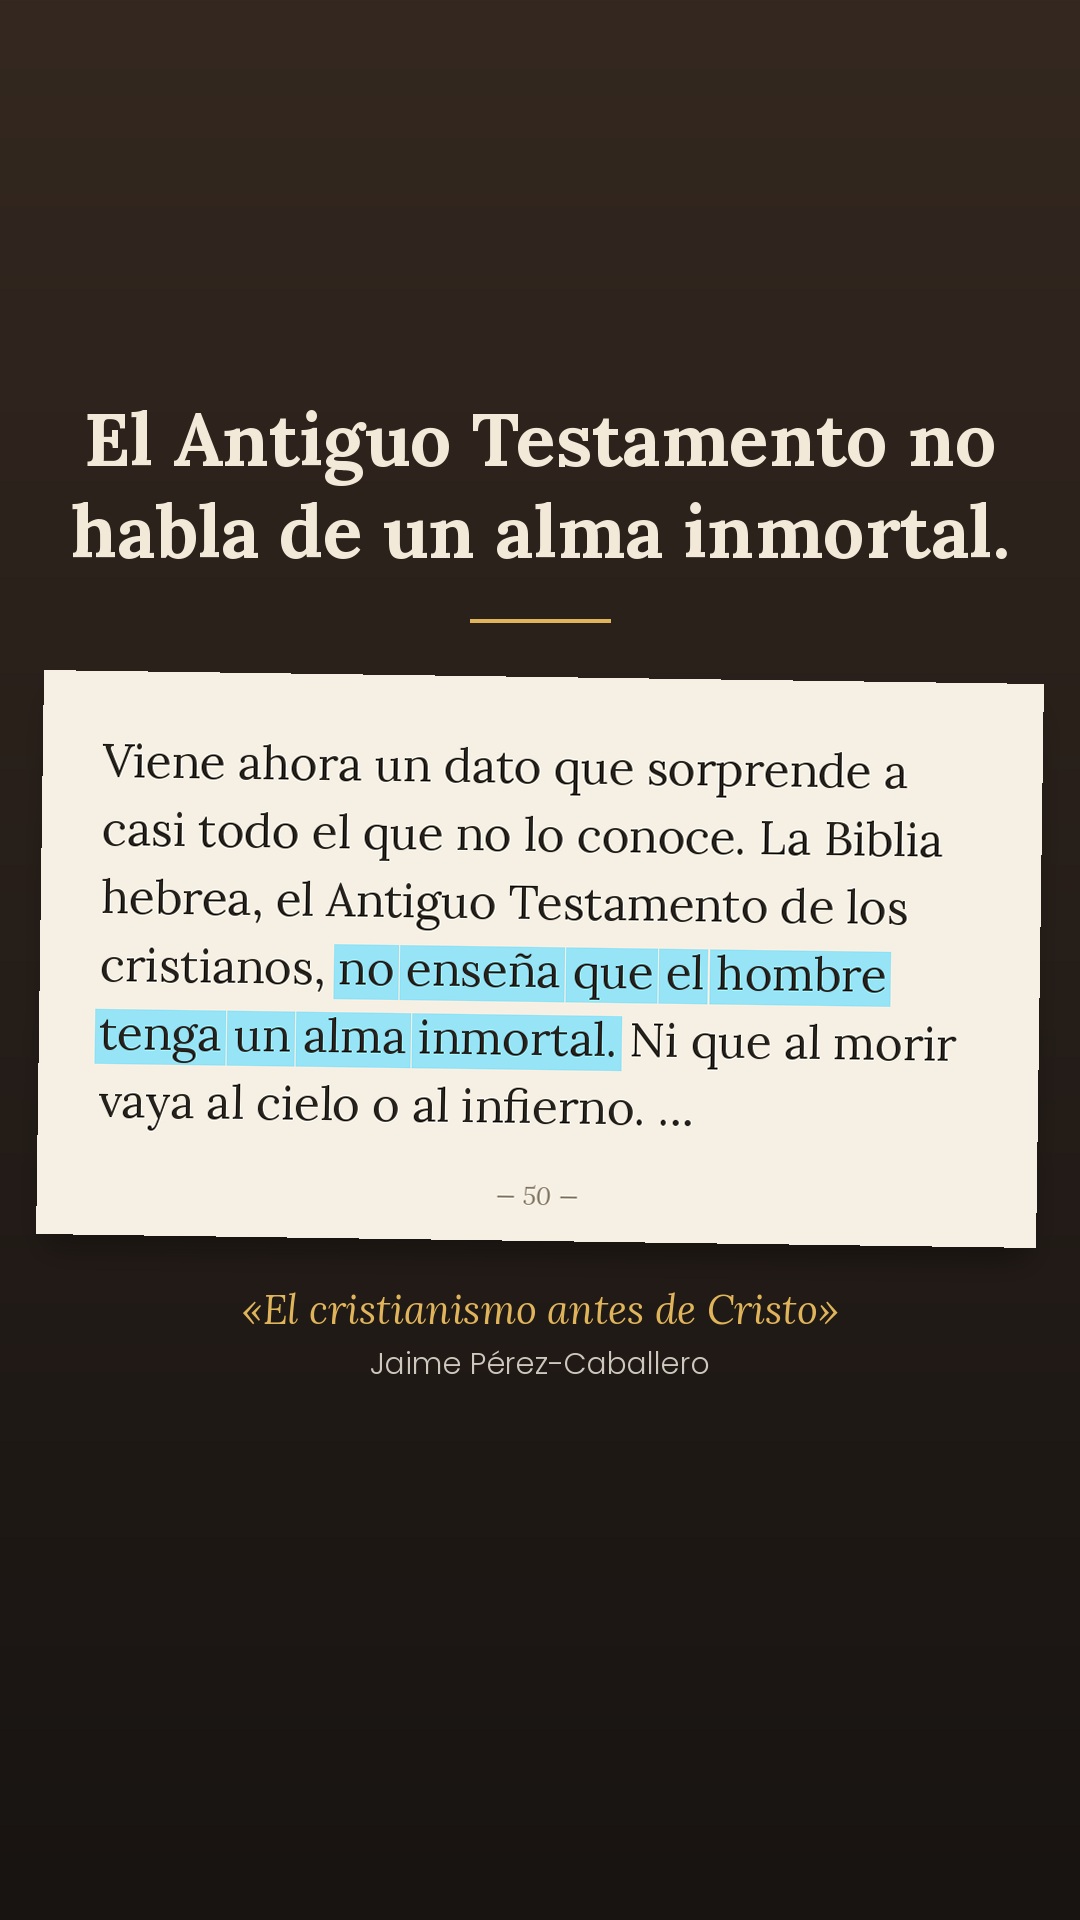 El Antiguo Testamento no
habla de un alma inmortal.
Viene ahora un dato que sorprende a
casi todo el que no lo conoce. La Biblia
hebrea, el Antiguo Testamento de los
cristianos, no enseña que el hombre
tenga un alma inmortal. Ni que al morir
vaya al cielo o al infierno. ...
— 50 —
«El cristianismo antes de Cristo»
Jaime Pérez-Caballero